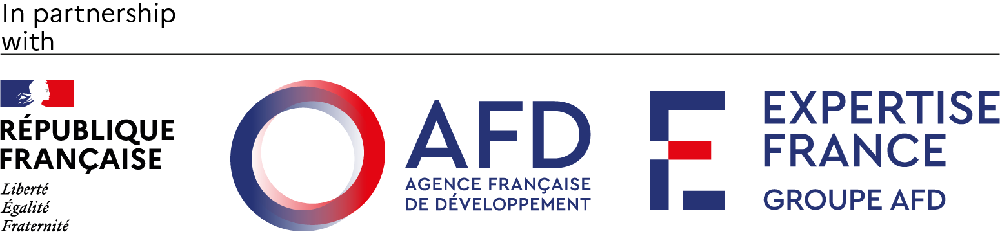 In partnership
with
RÉPUBLIQUE
FRANÇAISE
Liberté
Égalité
Fraternité
AFD
AGENCE FRANÇAISE
DE DÉVELOPPEMENT
EXPERTISE
FRANCE
GROUPE AFD